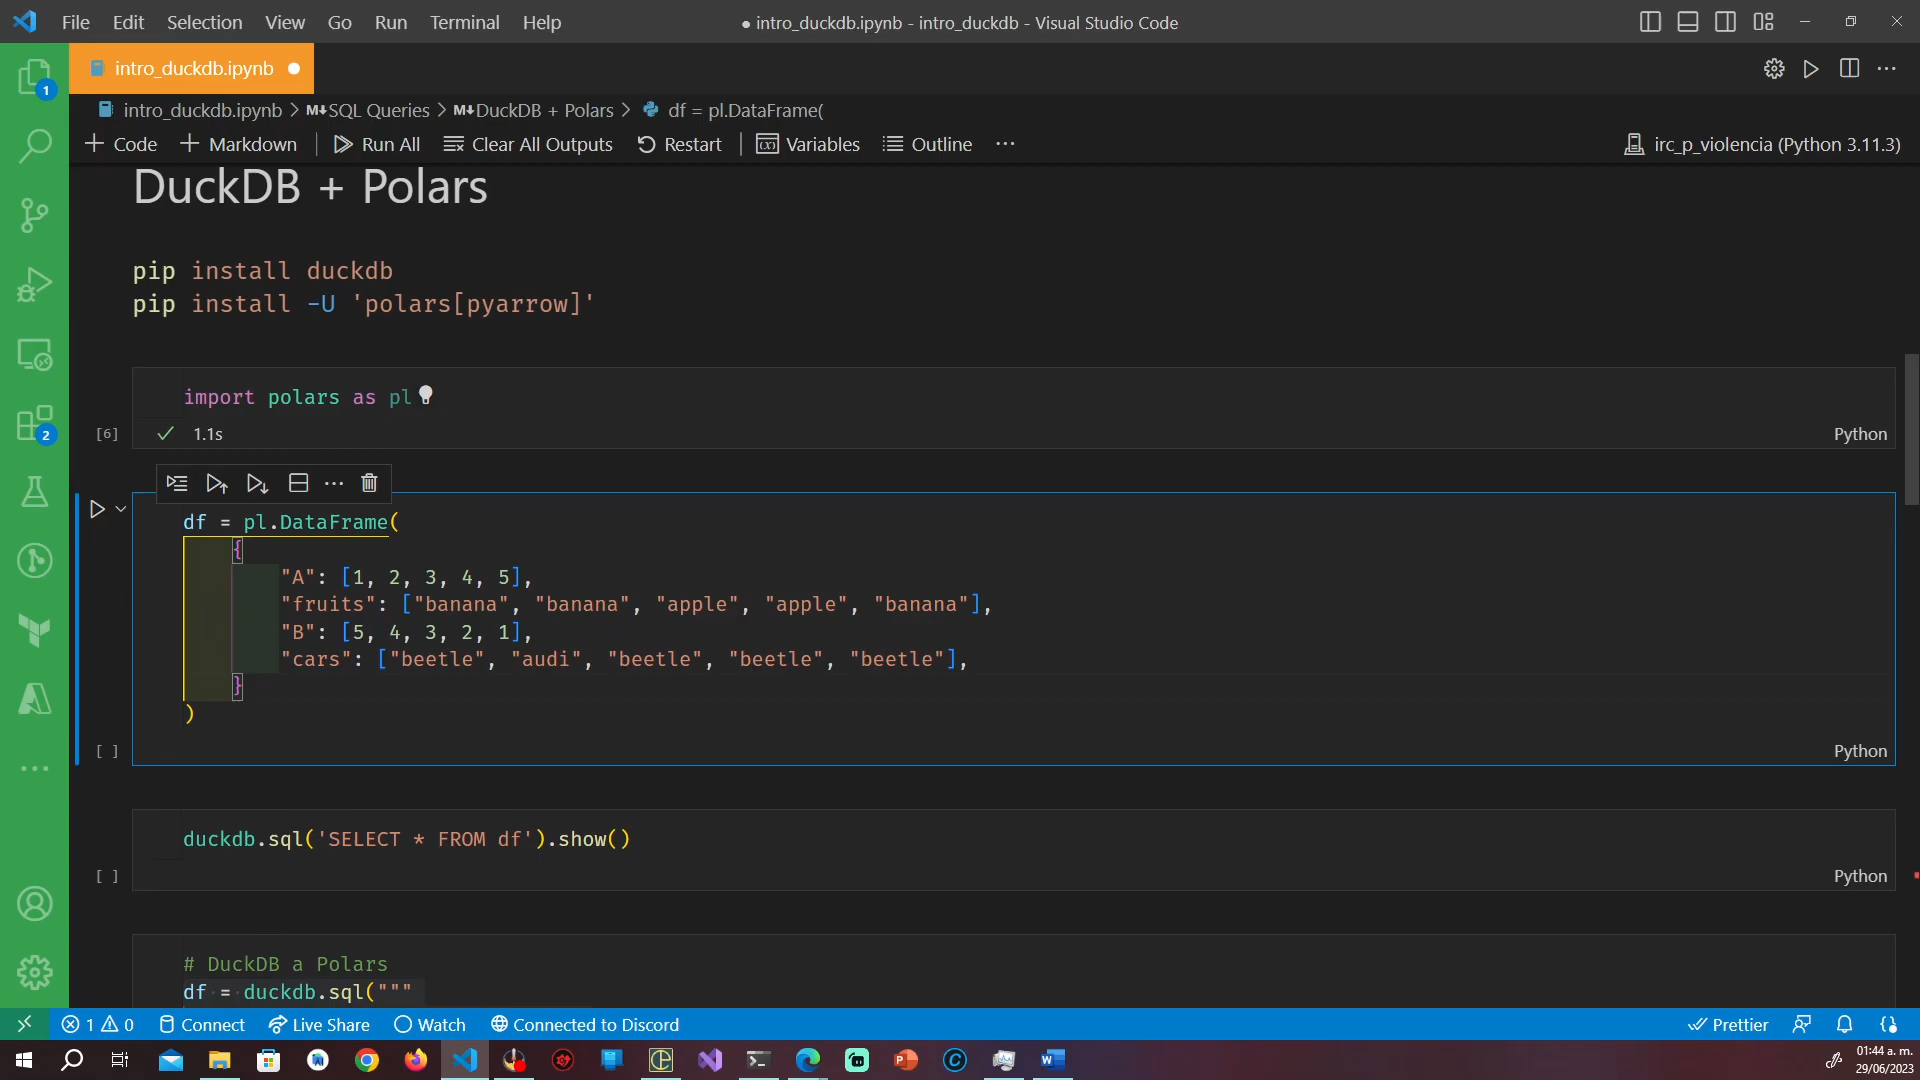 File Edit Selection View Go Run Terminal Help
● intro_duckdb.ipynb - intro_duckdb - Visual Studio Code
intro_duckdb.ipynb
intro_duckdb.ipynb > M↓SQL Queries > M↓DuckDB + Polars > df = pl.DataFrame(
+ Code + Markdown | Run All Clear All Outputs Restart | Variables Outline ···
irc_p_violencia (Python 3.11.3)
DuckDB + Polars
pip install duckdb
pip install -U 'polars[pyarrow]'
import polars as pl
[6] ✓ 1.1s Python
df = pl.DataFrame(
{
"A": [1, 2, 3, 4, 5],
"fruits": ["banana", "banana", "apple", "apple", "banana"],
"B": [5, 4, 3, 2, 1],
"cars": ["beetle", "audi", "beetle", "beetle", "beetle"],
}
)
[ ] Python
duckdb.sql('SELECT * FROM df').show()
[ ] Python
# DuckDB a Polars
df = duckdb.sql("""
1
2
1 0 Connect Live Share Watch Connected to Discord
Prettier
01:44 a. m.
29/06/2023